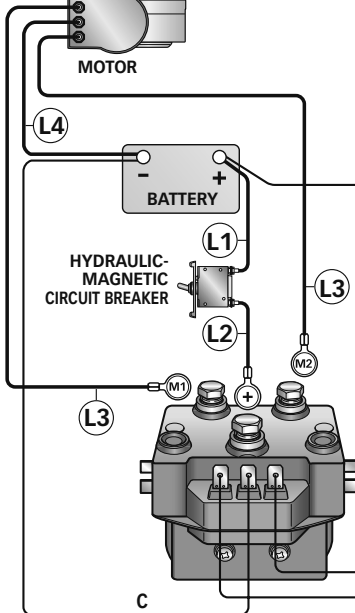 MOTOR
L4
- +
BATTERY
L1
HYDRAULIC-
MAGNETIC
CIRCUIT BREAKER
L3
L2
M2
M1
+
L3
C